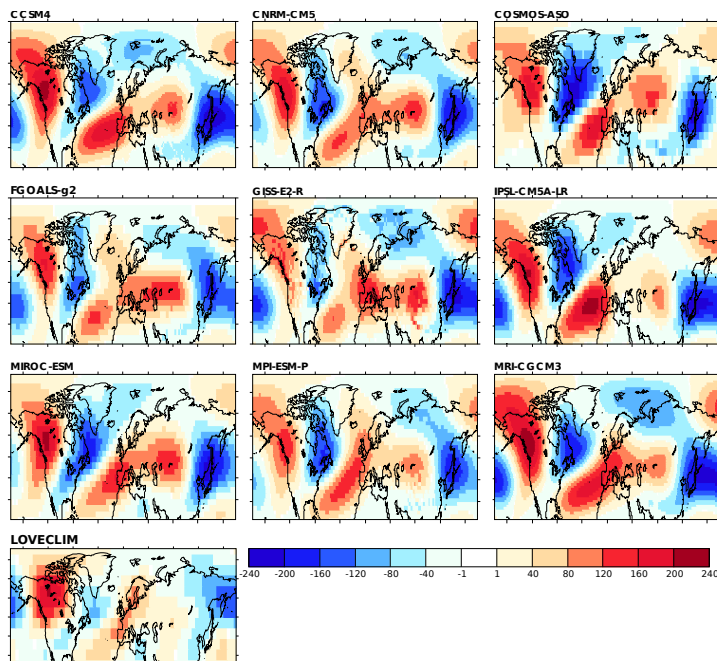 CCSM4 CNRM-CM5 COSMOS-ASO
FGOALS-g2 GISS-E2-R IPSL-CM5A-LR
MIROC-ESM MPI-ESM-P MRI-CGCM3
LOVECLIM
-240 -200 -160 -120 -80 -40 -1 1 40 80 120 160 200 240